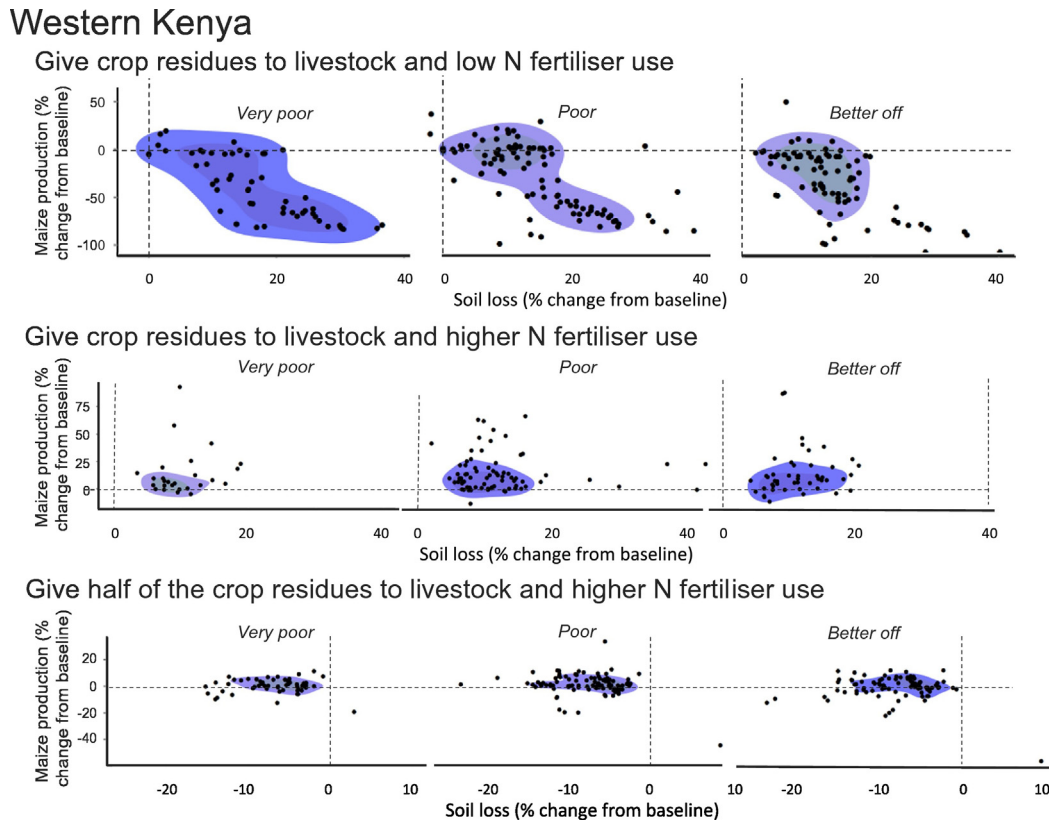 Western Kenya
Give crop residues to livestock and low N fertiliser use
Very poor
Poor
Better off
Maize production (%
change from baseline)
50
0
-50
-100
0 20 40 0 20 40 0 20 40
Soil loss (% change from baseline)
Give crop residues to livestock and higher N fertiliser use
Very poor
Poor
Better off
Maize production (%
change from baseline)
75
50
25
0
0 20 40 0 20 40 0 20 40
Soil loss (% change from baseline)
Give half of the crop residues to livestock and higher N fertiliser use
Very poor
Poor
Better off
Maize production (%
change from baseline)
20
0
-20
-40
-20 -10 0 10 -20 -10 0 10 -20 -10 0 10
Soil loss (% change from baseline)